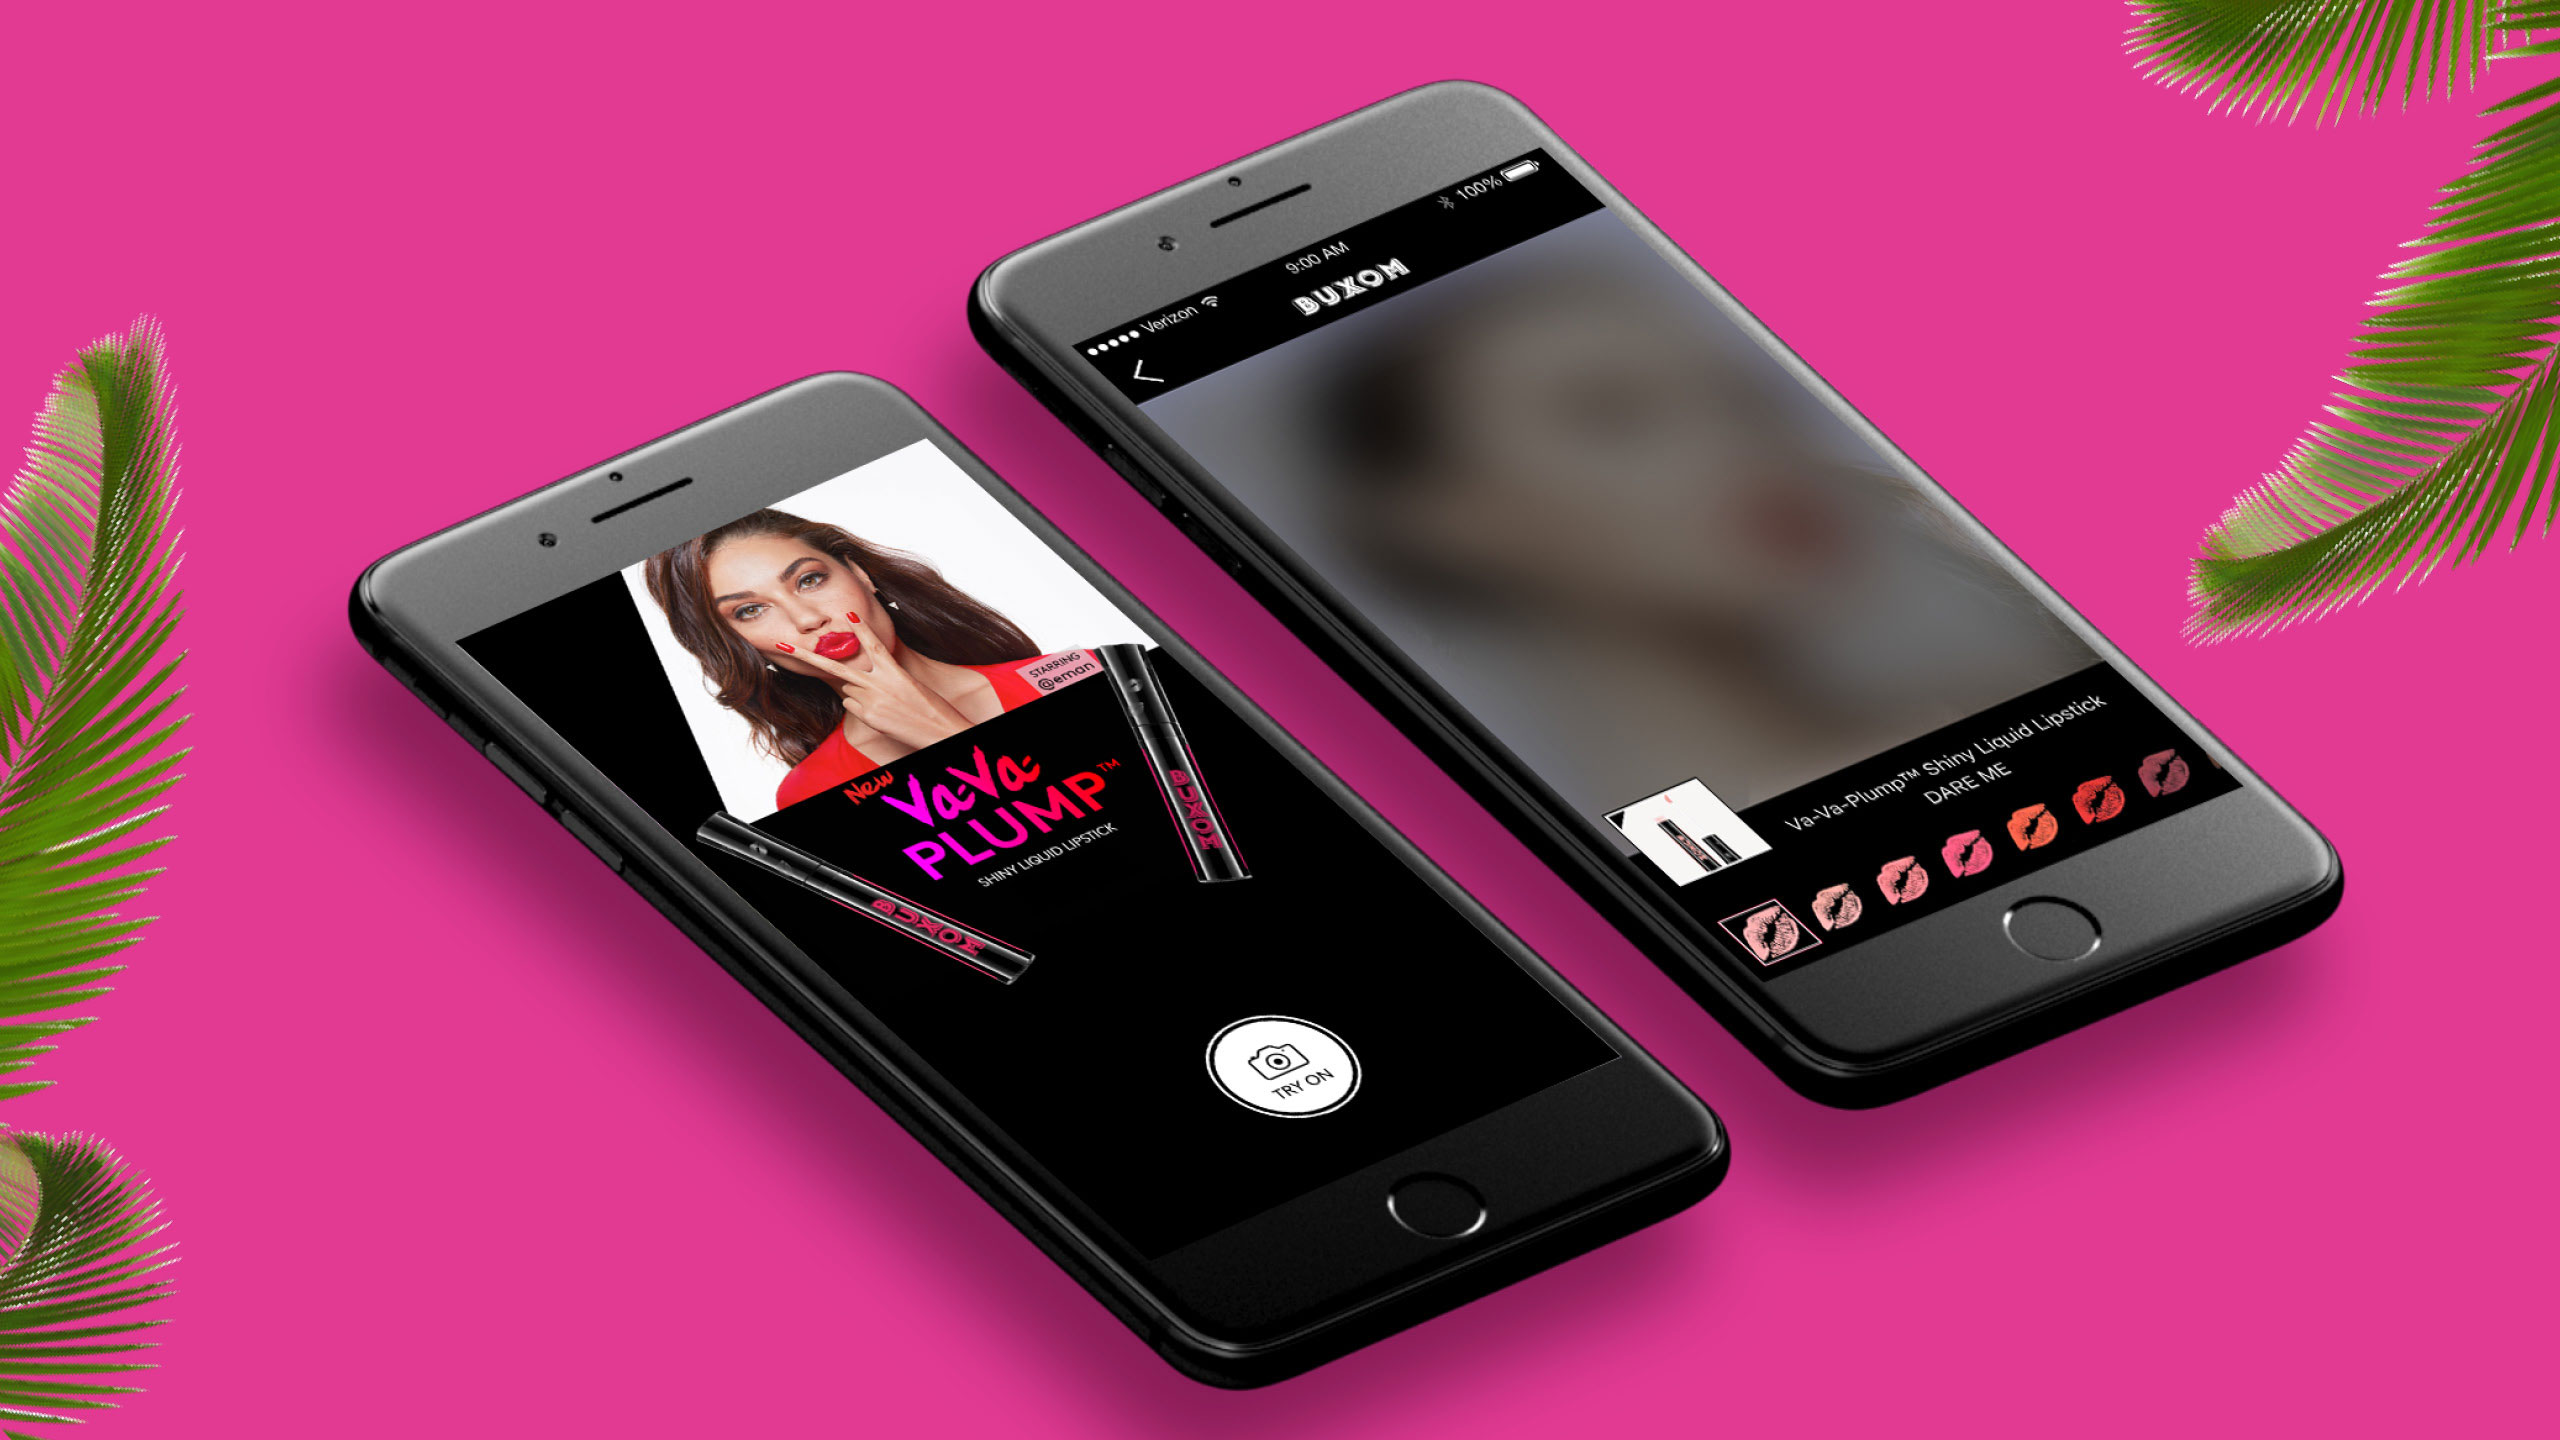 STARRING
@eman
New
Va-Va-
PLUMP™
SHINY LIQUID LIPSTICK
BUXOM
BUXOM
TRY ON
Verizon 9:00 AM 100%
BUXOM
Va-Va-Plump™ Shiny Liquid Lipstick
DARE ME